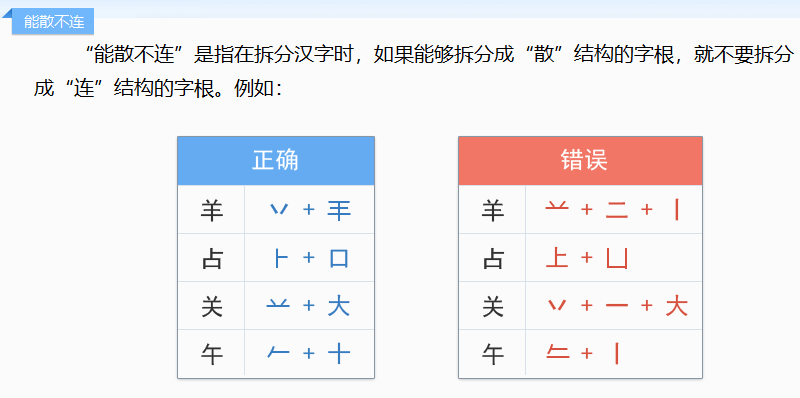 能散不连
“能散不连”是指在拆分汉字时，如果能够拆分成“散”结构的字根，就不要拆分
成“连”结构的字根。例如：
正确
羊 丷 + 丰
占 ⺊ + 口
关 䒑 + 大
午 𠂉 + 十
错误
羊 䒑 + 二 + 丨
占 上 + 凵
关 丷 + 一 + 大
午 + 丨